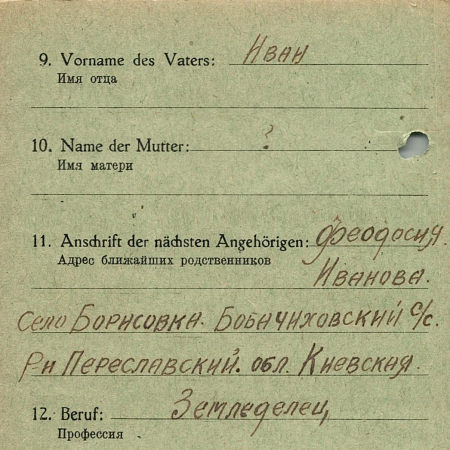 9. Vorname des Vaters: Иван
Имя отца
10. Name der Mutter: ?
Имя матери
11. Anschrift der nächsten Angehörigen: Феодосия
Адрес ближайших родственников Иванова.
Село Борисовка. Бобачиховский с/с.
Р-н Переславский. обл. Киевская
12. Beruf: Земледелец
Профессия